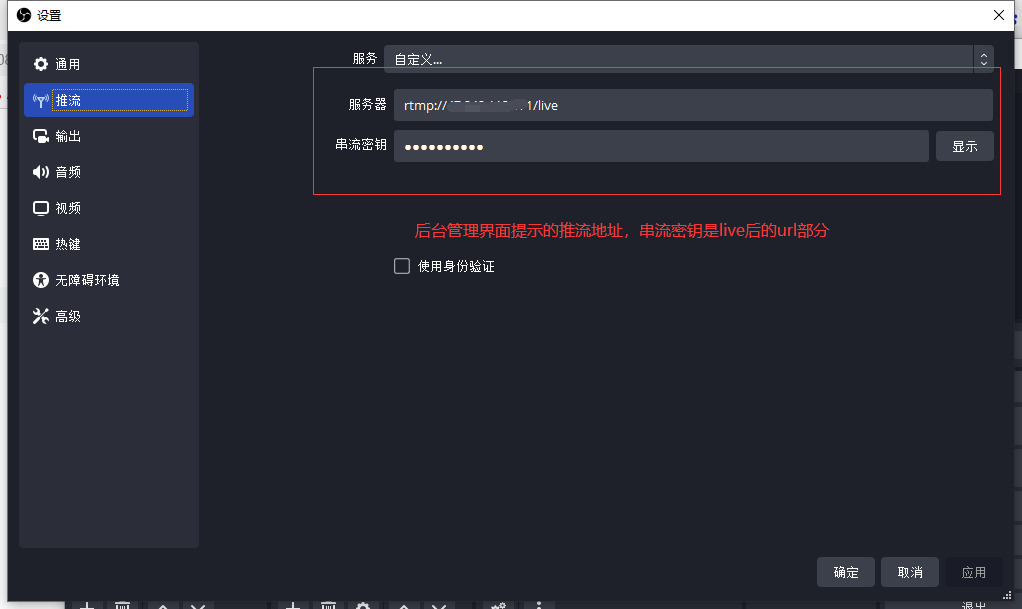 设置
通用
推流
输出
音频
视频
热键
无障碍环境
高级
服务
自定义...
服务器
rtmp:// 1/live
串流密钥
●●●●●●●●●●
显示
后台管理界面提示的推流地址，串流密钥是live后的url部分
使用身份验证
确定
取消
应用
退出